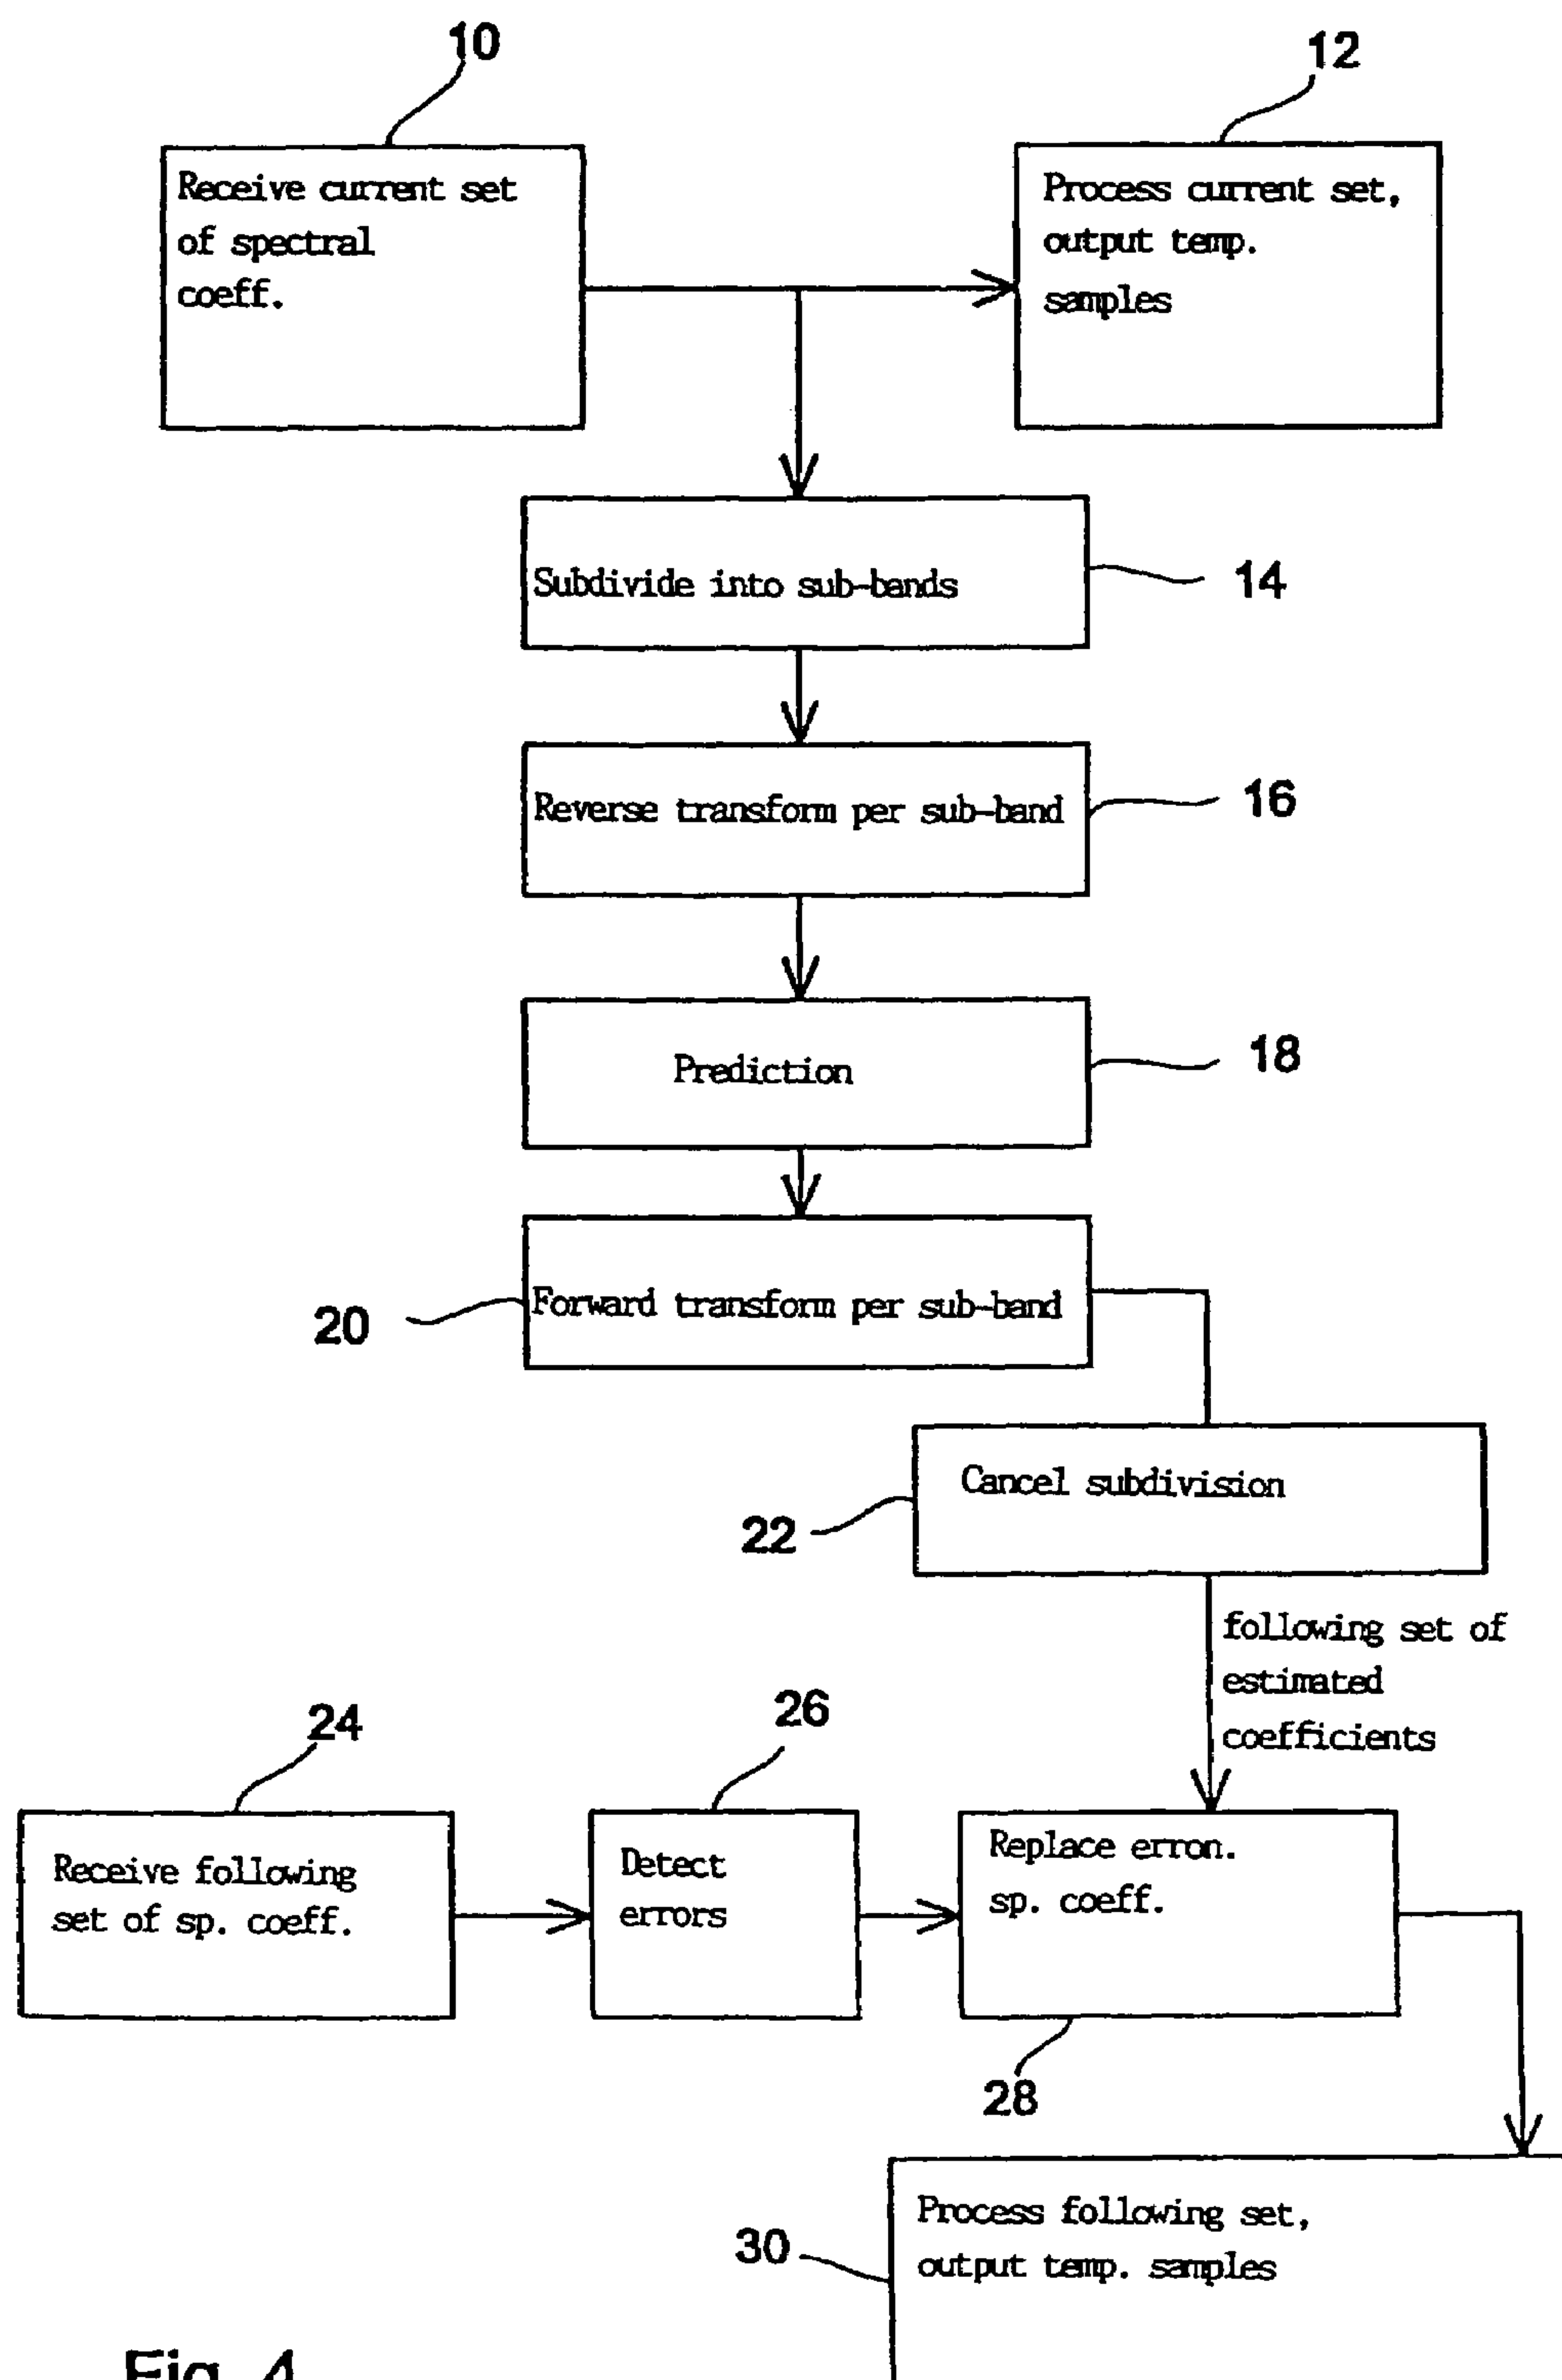 10
12
Receive current set
of spectral
coeff.
Process current set,
output temp.
samples
Subdivide into sub-bands
14
Reverse transform per sub-band
16
Prediction
18
Forward transform per sub-band
20
Cancel subdivision
22
following set of
estimated
coefficients
24
26
Receive following
set of sp. coeff.
Detect
errors
Replace erron.
sp. coeff.
28
Process following set,
output temp. samples
30
Fig. 4